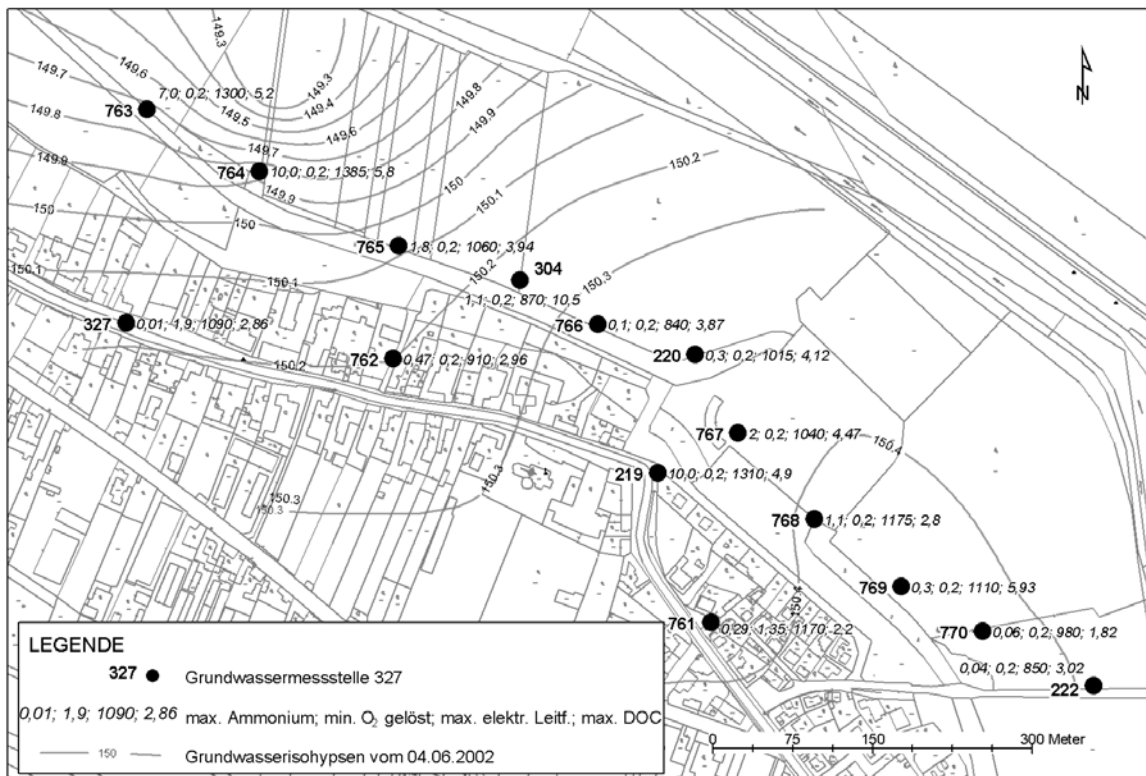 149.3
149.7
149.6
149.3
149.8
763
7,0; 0,2; 1300; 5,2
149.4
149.9
149.8
149.5
149.6
N
149.7
149.9
764
10,0; 0,2; 1385; 5,8
150.2
149.9
150
150
150.1
765
1,8; 0,2; 1060; 3,94
150.1
150.1
150.2
304
150.3
1,1; 0,2; 870; 10,5
327
0,01; 1,9; 1090; 2,86
766
0,1; 0,2; 840; 3,87
762
0,47; 0,2; 910; 2,96
150.2
220
0,3; 0,2; 1015; 4,12
767
2; 0,2; 1040; 4,47
150.4
219
10,0; 0,2; 1310; 4,9
150.3
150.3
150.3
768
1,1; 0,2; 1175; 2,8
150.4
769
0,3; 0,2; 1110; 5,93
761
0,29; 1,35; 1170; 2,2
770
0,06; 0,2; 980; 1,82
0,04; 0,2; 850; 3,02
222
LEGENDE
327 Grundwassermessstelle 327
0,01; 1,9; 1090; 2,86 max. Ammonium; min. O₂ gelöst; max. elektr. Leitf.; max. DOC
150 Grundwasserisohypsen vom 04.06.2002
0 75 150 300 Meter